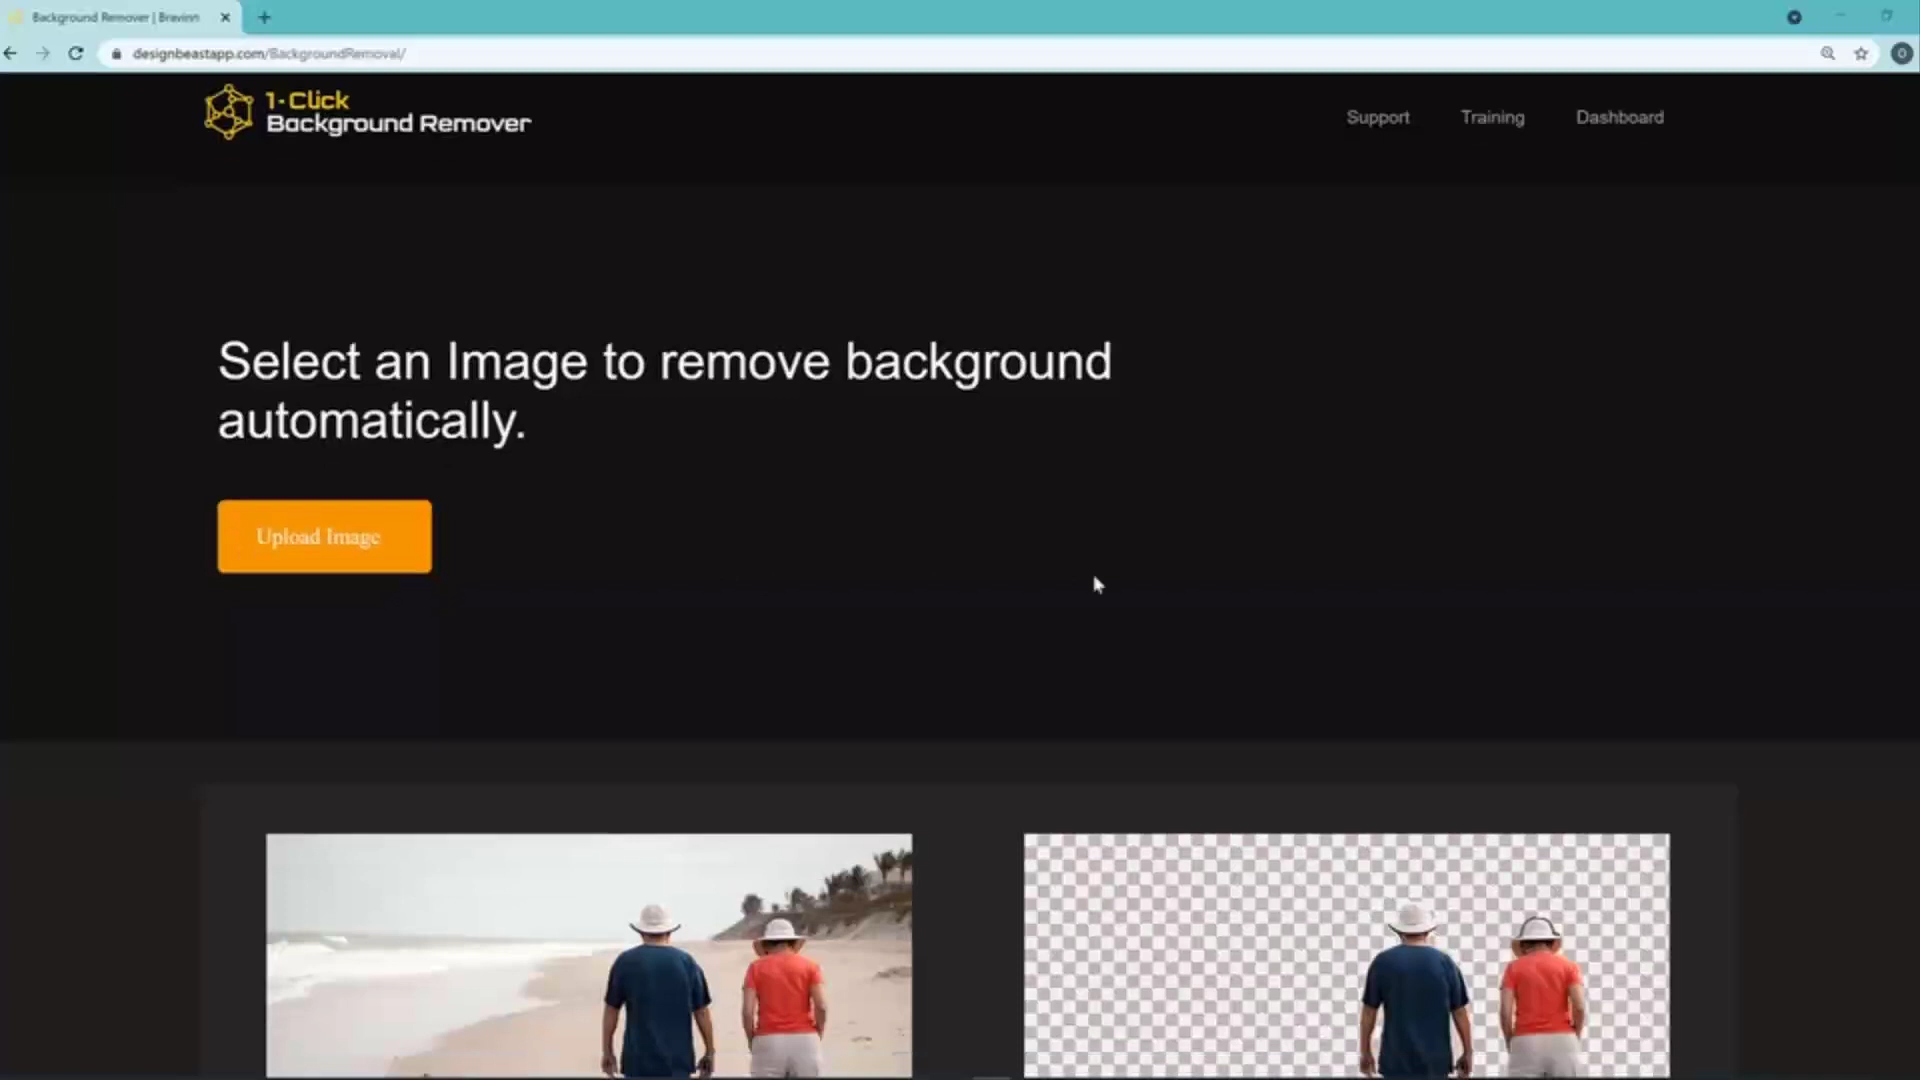 Background Remover | Bravinn
designbeastapp.com/BackgroundRemoval/
1-Click
Background Remover
Support
Training
Dashboard
Select an Image to remove background
automatically.
Upload Image